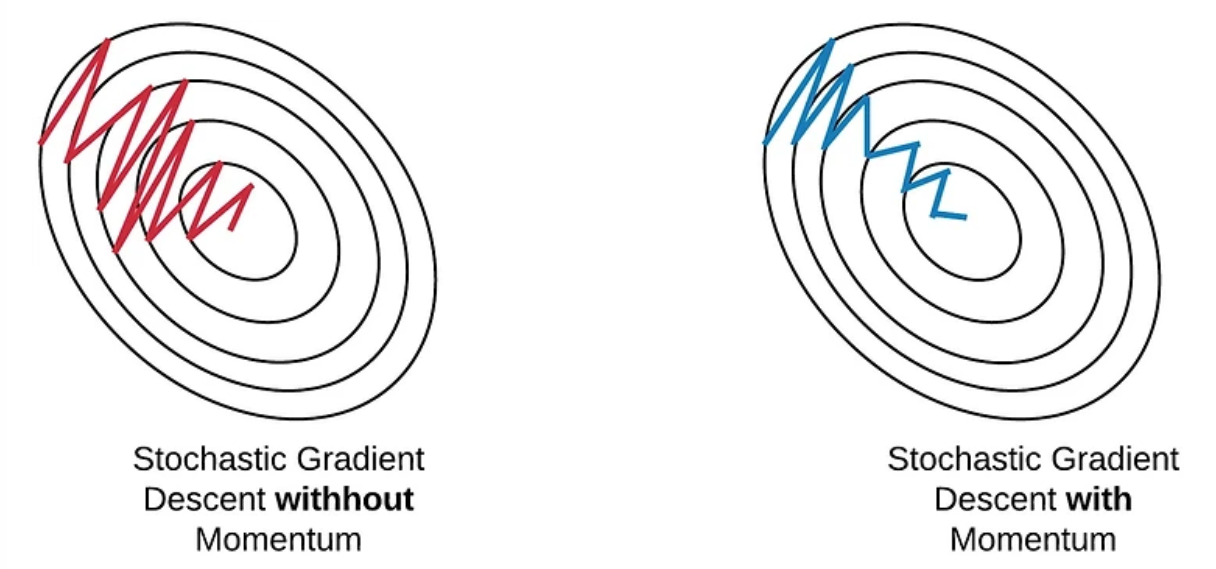 Stochastic Gradient
Descent withhout
Momentum
Stochastic Gradient
Descent with
Momentum